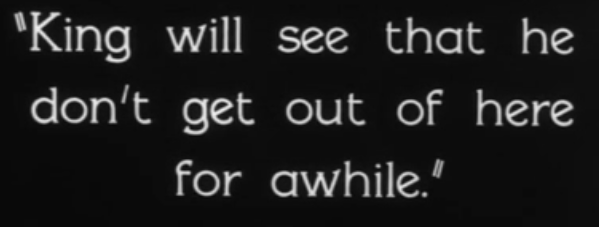 "King will see that he
don't get out of here
for awhile."